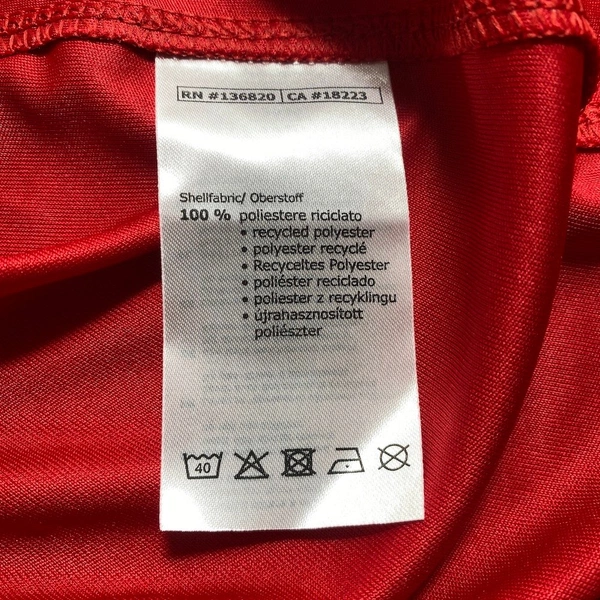 RN #136820 | CA #18223
Shellfabric/ Oberstoff
100 % poliestere riciclato
• recycled polyester
• polyester recyclé
• Recyceltes Polyester
• poliéster reciclado
• poliester z recyklingu
• újrahasznosított
poliészter
40